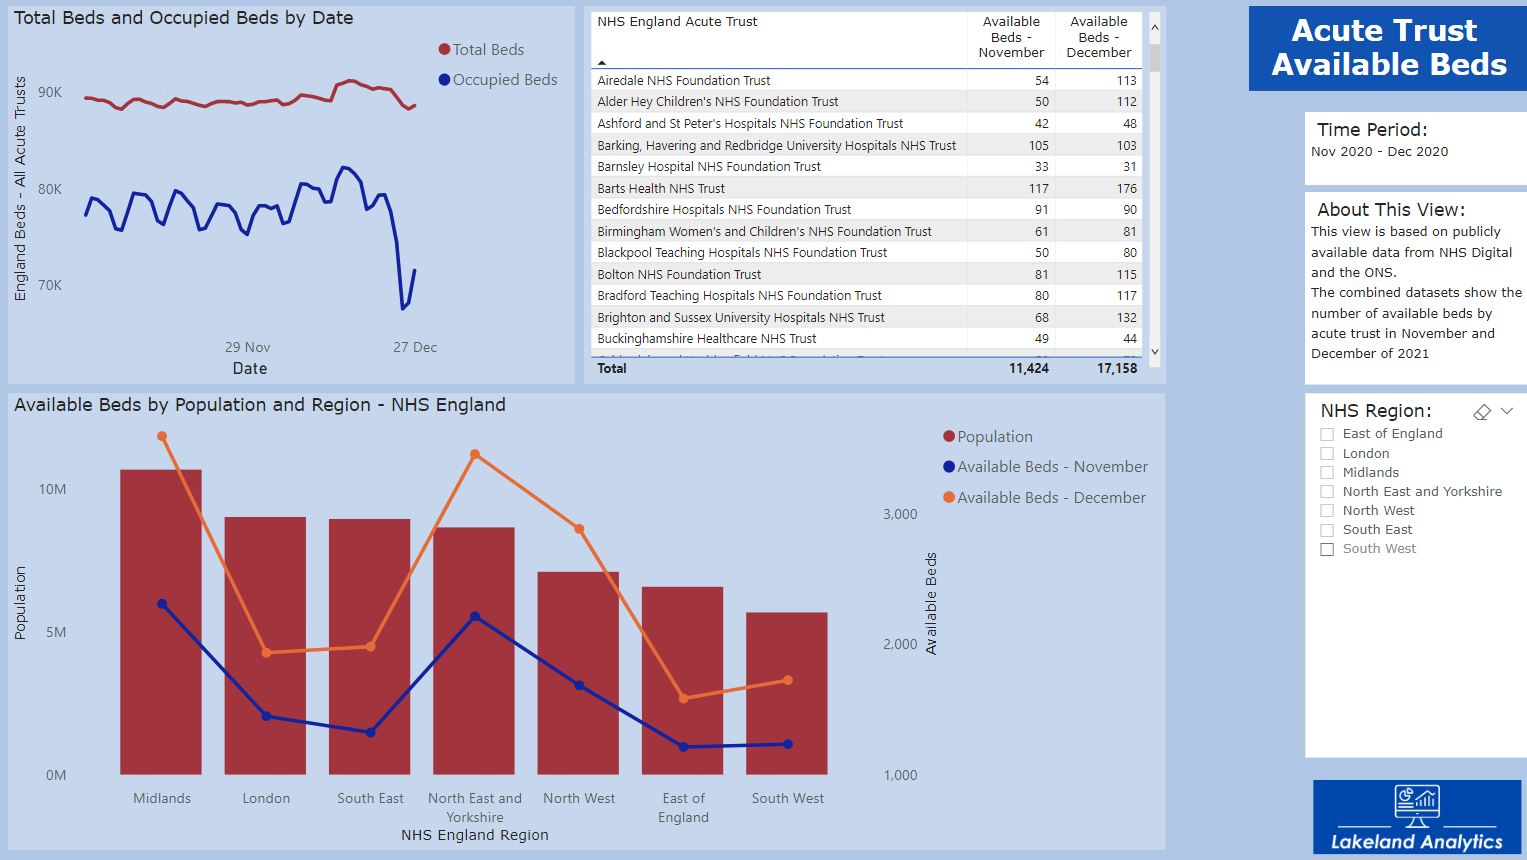 Total Beds and Occupied Beds by Date
Total Beds
Occupied Beds
England Beds - All Acute Trusts
90K
80K
70K
29 Nov
27 Dec
Date
NHS England Acute Trust
Available
Beds -
November
Available
Beds -
December
Airedale NHS Foundation Trust 54 113
Alder Hey Children's NHS Foundation Trust 50 112
Ashford and St Peter's Hospitals NHS Foundation Trust 42 48
Barking, Havering and Redbridge University Hospitals NHS Trust 105 103
Barnsley Hospital NHS Foundation Trust 33 31
Barts Health NHS Trust 117 176
Bedfordshire Hospitals NHS Foundation Trust 91 90
Birmingham Women's and Children's NHS Foundation Trust 61 81
Blackpool Teaching Hospitals NHS Foundation Trust 50 80
Bolton NHS Foundation Trust 81 115
Bradford Teaching Hospitals NHS Foundation Trust 80 117
Brighton and Sussex University Hospitals NHS Trust 68 132
Buckinghamshire Healthcare NHS Trust 49 44
Total 11,424 17,158
Acute Trust
Available Beds
Time Period:
Nov 2020 - Dec 2020
About This View:
This view is based on publicly
available data from NHS Digital
and the ONS.
The combined datasets show the
number of available beds by
acute trust in November and
December of 2021
NHS Region:
East of England
London
Midlands
North East and Yorkshire
North West
South East
South West
Available Beds by Population and Region - NHS England
Population
Available Beds - November
Available Beds - December
Population
10M
5M
0M
3,000
2,000
1,000
Available Beds
Midlands
London
South East
North East and
Yorkshire
North West
East of
England
South West
NHS England Region
Lakeland Analytics